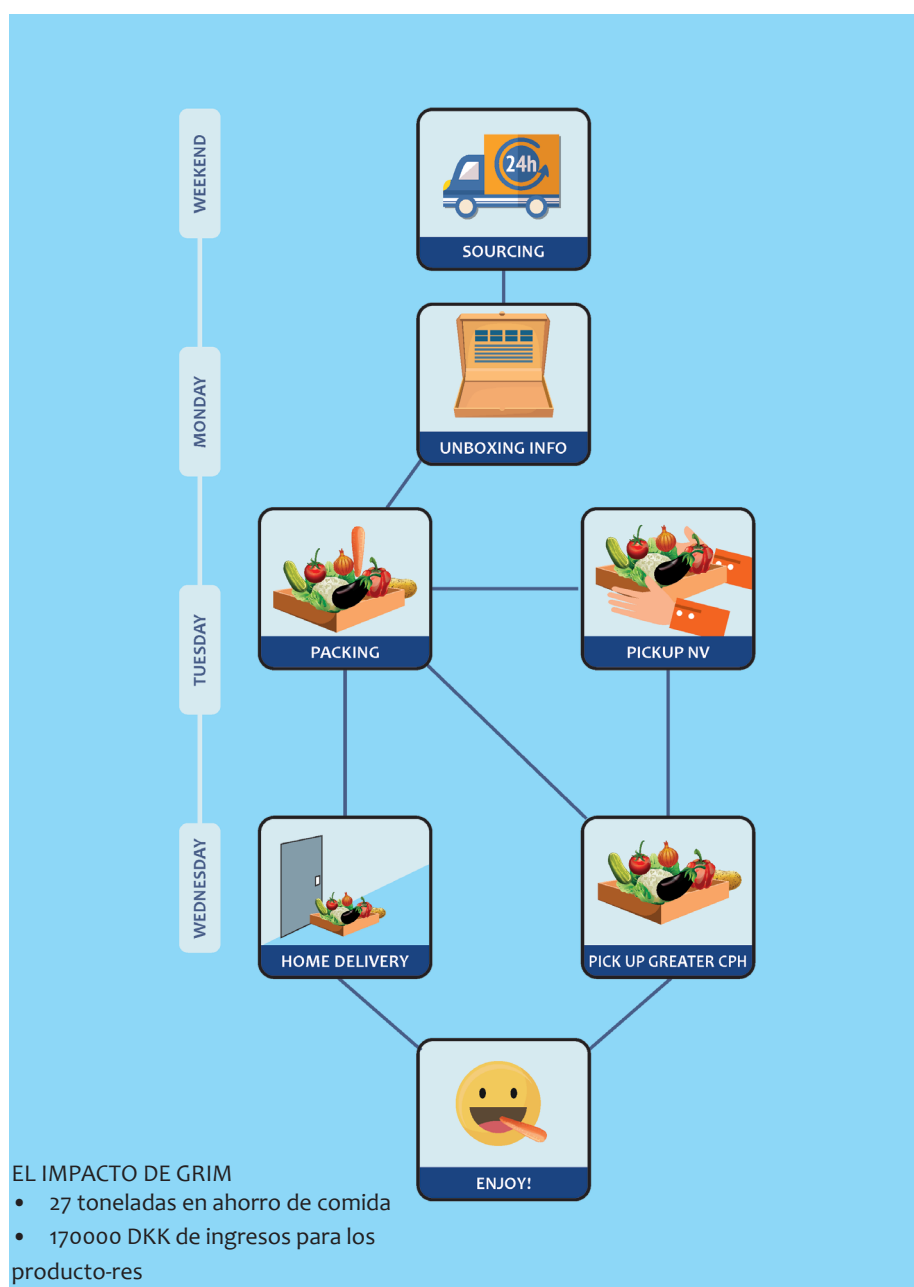 WEEKEND
24h
SOURCING
MONDAY
UNBOXING INFO
TUESDAY
PACKING
PICKUP NV
WEDNESDAY
HOME DELIVERY
PICK UP GREATER CPH
ENJOY!
EL IMPACTO DE GRIM
• 27 toneladas en ahorro de comida
• 170000 DKK de ingresos para los
producto-res